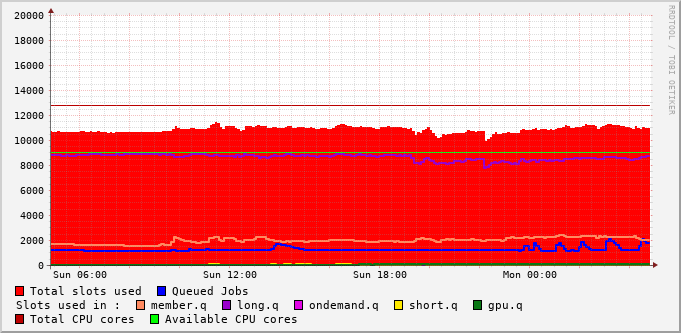 20000
18000
16000
14000
12000
10000
8000
6000
4000
2000
0
Sun 06:00 Sun 12:00 Sun 18:00 Mon 00:00
RRDTOOL / TOBI OETIKER
Total slots used Queued Jobs
Slots used in : member.q long.q ondemand.q short.q gpu.q
Total CPU cores Available CPU cores